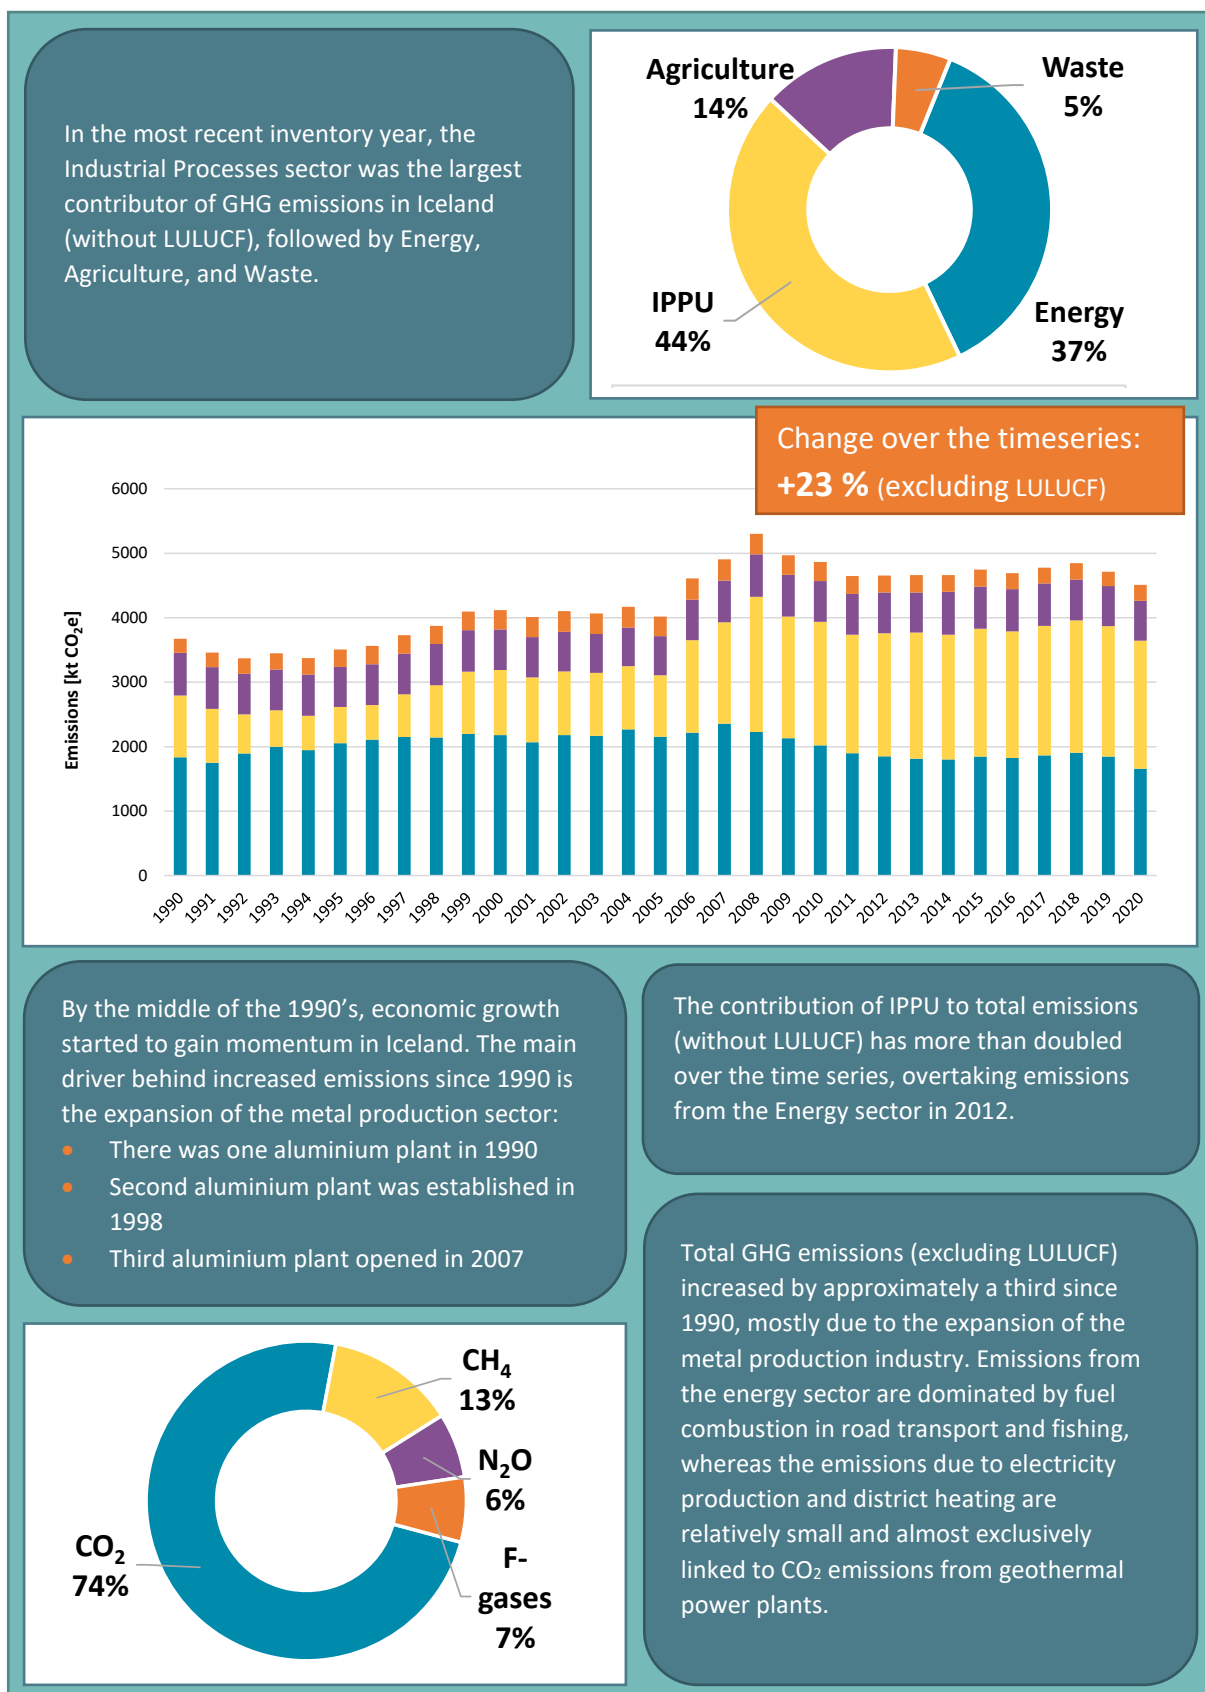 In the most recent inventory year, the
Industrial Processes sector was the largest
contributor of GHG emissions in Iceland
(without LULUCF), followed by Energy,
Agriculture, and Waste.
Agriculture
14%
Waste
5%
IPPU
44%
Energy
37%
Change over the timeseries:
+23 % (excluding LULUCF)
Emissions [kt CO₂e]
6000
5000
4000
3000
2000
1000
0
1990
1991
1992
1993
1994
1995
1996
1997
1998
1999
2000
2001
2002
2003
2004
2005
2006
2007
2008
2009
2010
2011
2012
2013
2014
2015
2016
2017
2018
2019
2020
By the middle of the 1990’s, economic growth
started to gain momentum in Iceland. The main
driver behind increased emissions since 1990 is
the expansion of the metal production sector:
• There was one aluminium plant in 1990
• Second aluminium plant was established in
1998
• Third aluminium plant opened in 2007
The contribution of IPPU to total emissions
(without LULUCF) has more than doubled
over the time series, overtaking emissions
from the Energy sector in 2012.
Total GHG emissions (excluding LULUCF)
increased by approximately a third since
1990, mostly due to the expansion of the
metal production industry. Emissions from
the energy sector are dominated by fuel
combustion in road transport and fishing,
whereas the emissions due to electricity
production and district heating are
relatively small and almost exclusively
linked to CO₂ emissions from geothermal
power plants.
CH₄
13%
N₂O
6%
F-
gases
7%
CO₂
74%